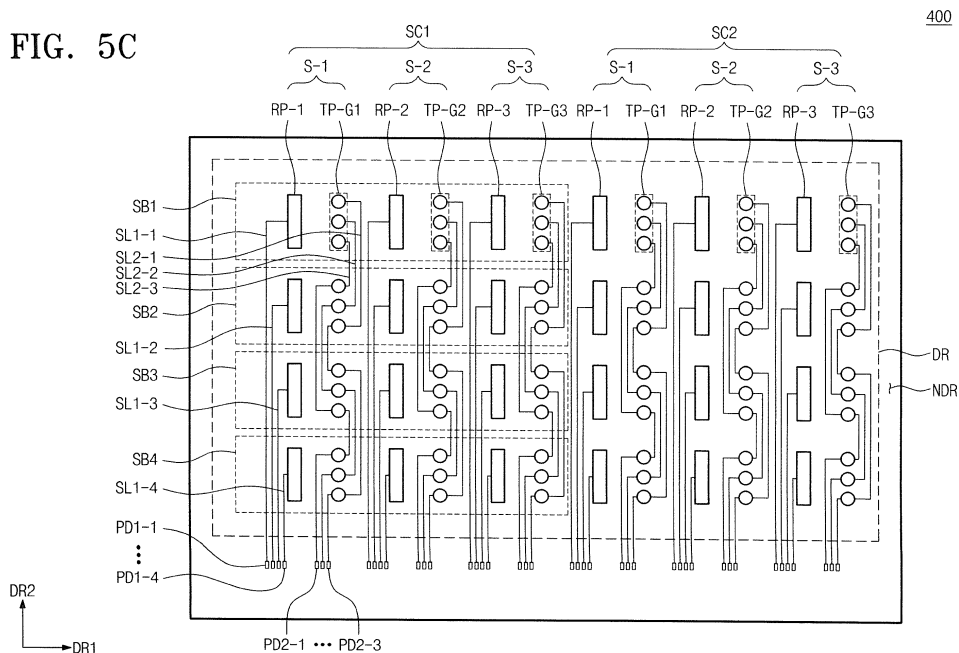 400
FIG. 5C
SC1 SC2
S-1 S-2 S-3 S-1 S-2 S-3
RP-1 TP-G1 RP-2 TP-G2 RP-3 TP-G3 RP-1 TP-G1 RP-2 TP-G2 RP-3 TP-G3
SB1
SL1-1
SL2-1
SL2-2
SL2-3
SB2
SL1-2
DR
SB3
NDR
SL1-3
SB4
SL1-4
PD1-1
PD1-4
DR2
DR1
PD2-1 ••• PD2-3